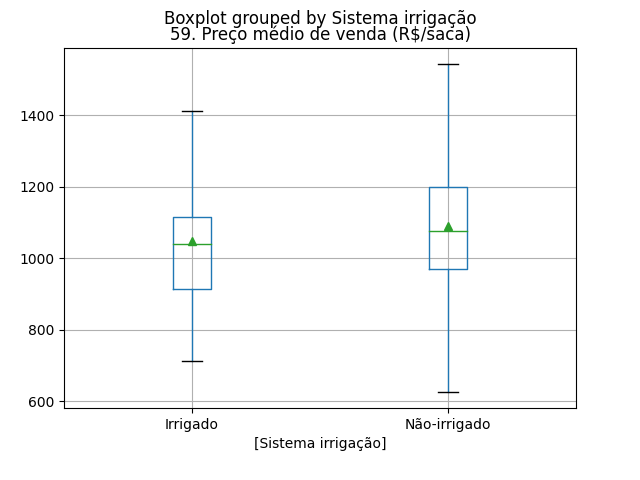 Boxplot grouped by Sistema irrigação
59. Preço médio de venda (R$/saca)
1400
1200
1000
800
600
Irrigado Não-irrigado
[Sistema irrigação]